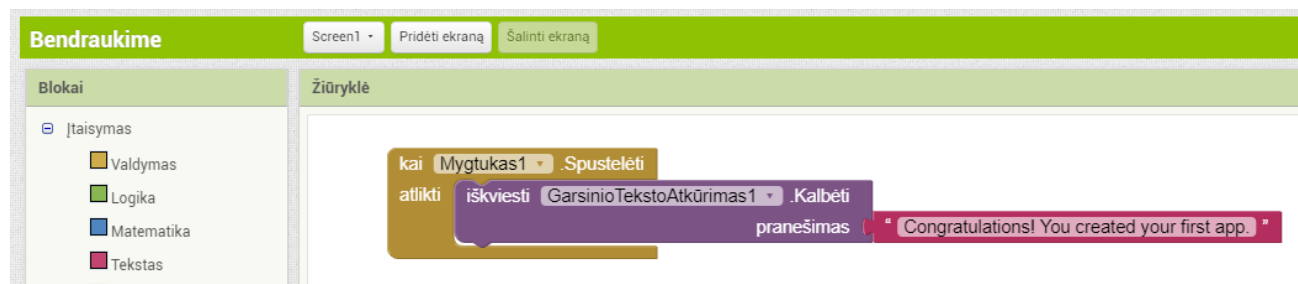 Bendraukime Screen1 Pridėti ekraną Šalinti ekraną
Blokai Žiūryklė
Įtaisymas
Valdymas
Logika
Matematika
Tekstas
kai Mygtukas1 .Spustelėti
atlikti iškviesti GarsinioTekstoAtkūrimas1 .Kalbėti
pranešimas “ Congratulations! You created your first app. ”